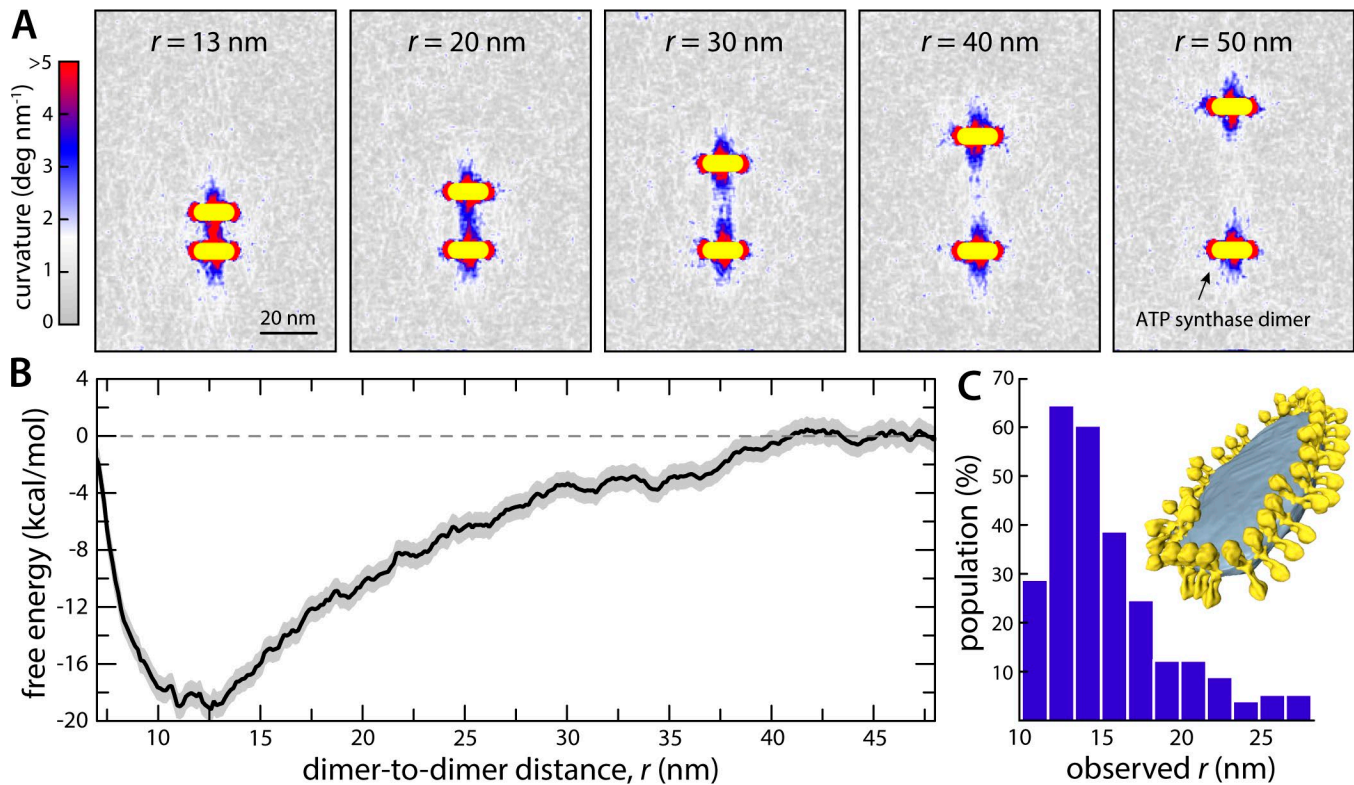 A
r = 13 nm
r = 20 nm
r = 30 nm
r = 40 nm
r = 50 nm
curvature (deg nm⁻¹)
>5
4
3
2
1
0
20 nm
ATP synthase dimer
B
free energy (kcal/mol)
4
0
-4
-8
-12
-16
-20
10
15
20
25
30
35
40
45
dimer-to-dimer distance, r (nm)
C
population (%)
70
60
50
40
30
20
10
10
15
20
25
observed r (nm)